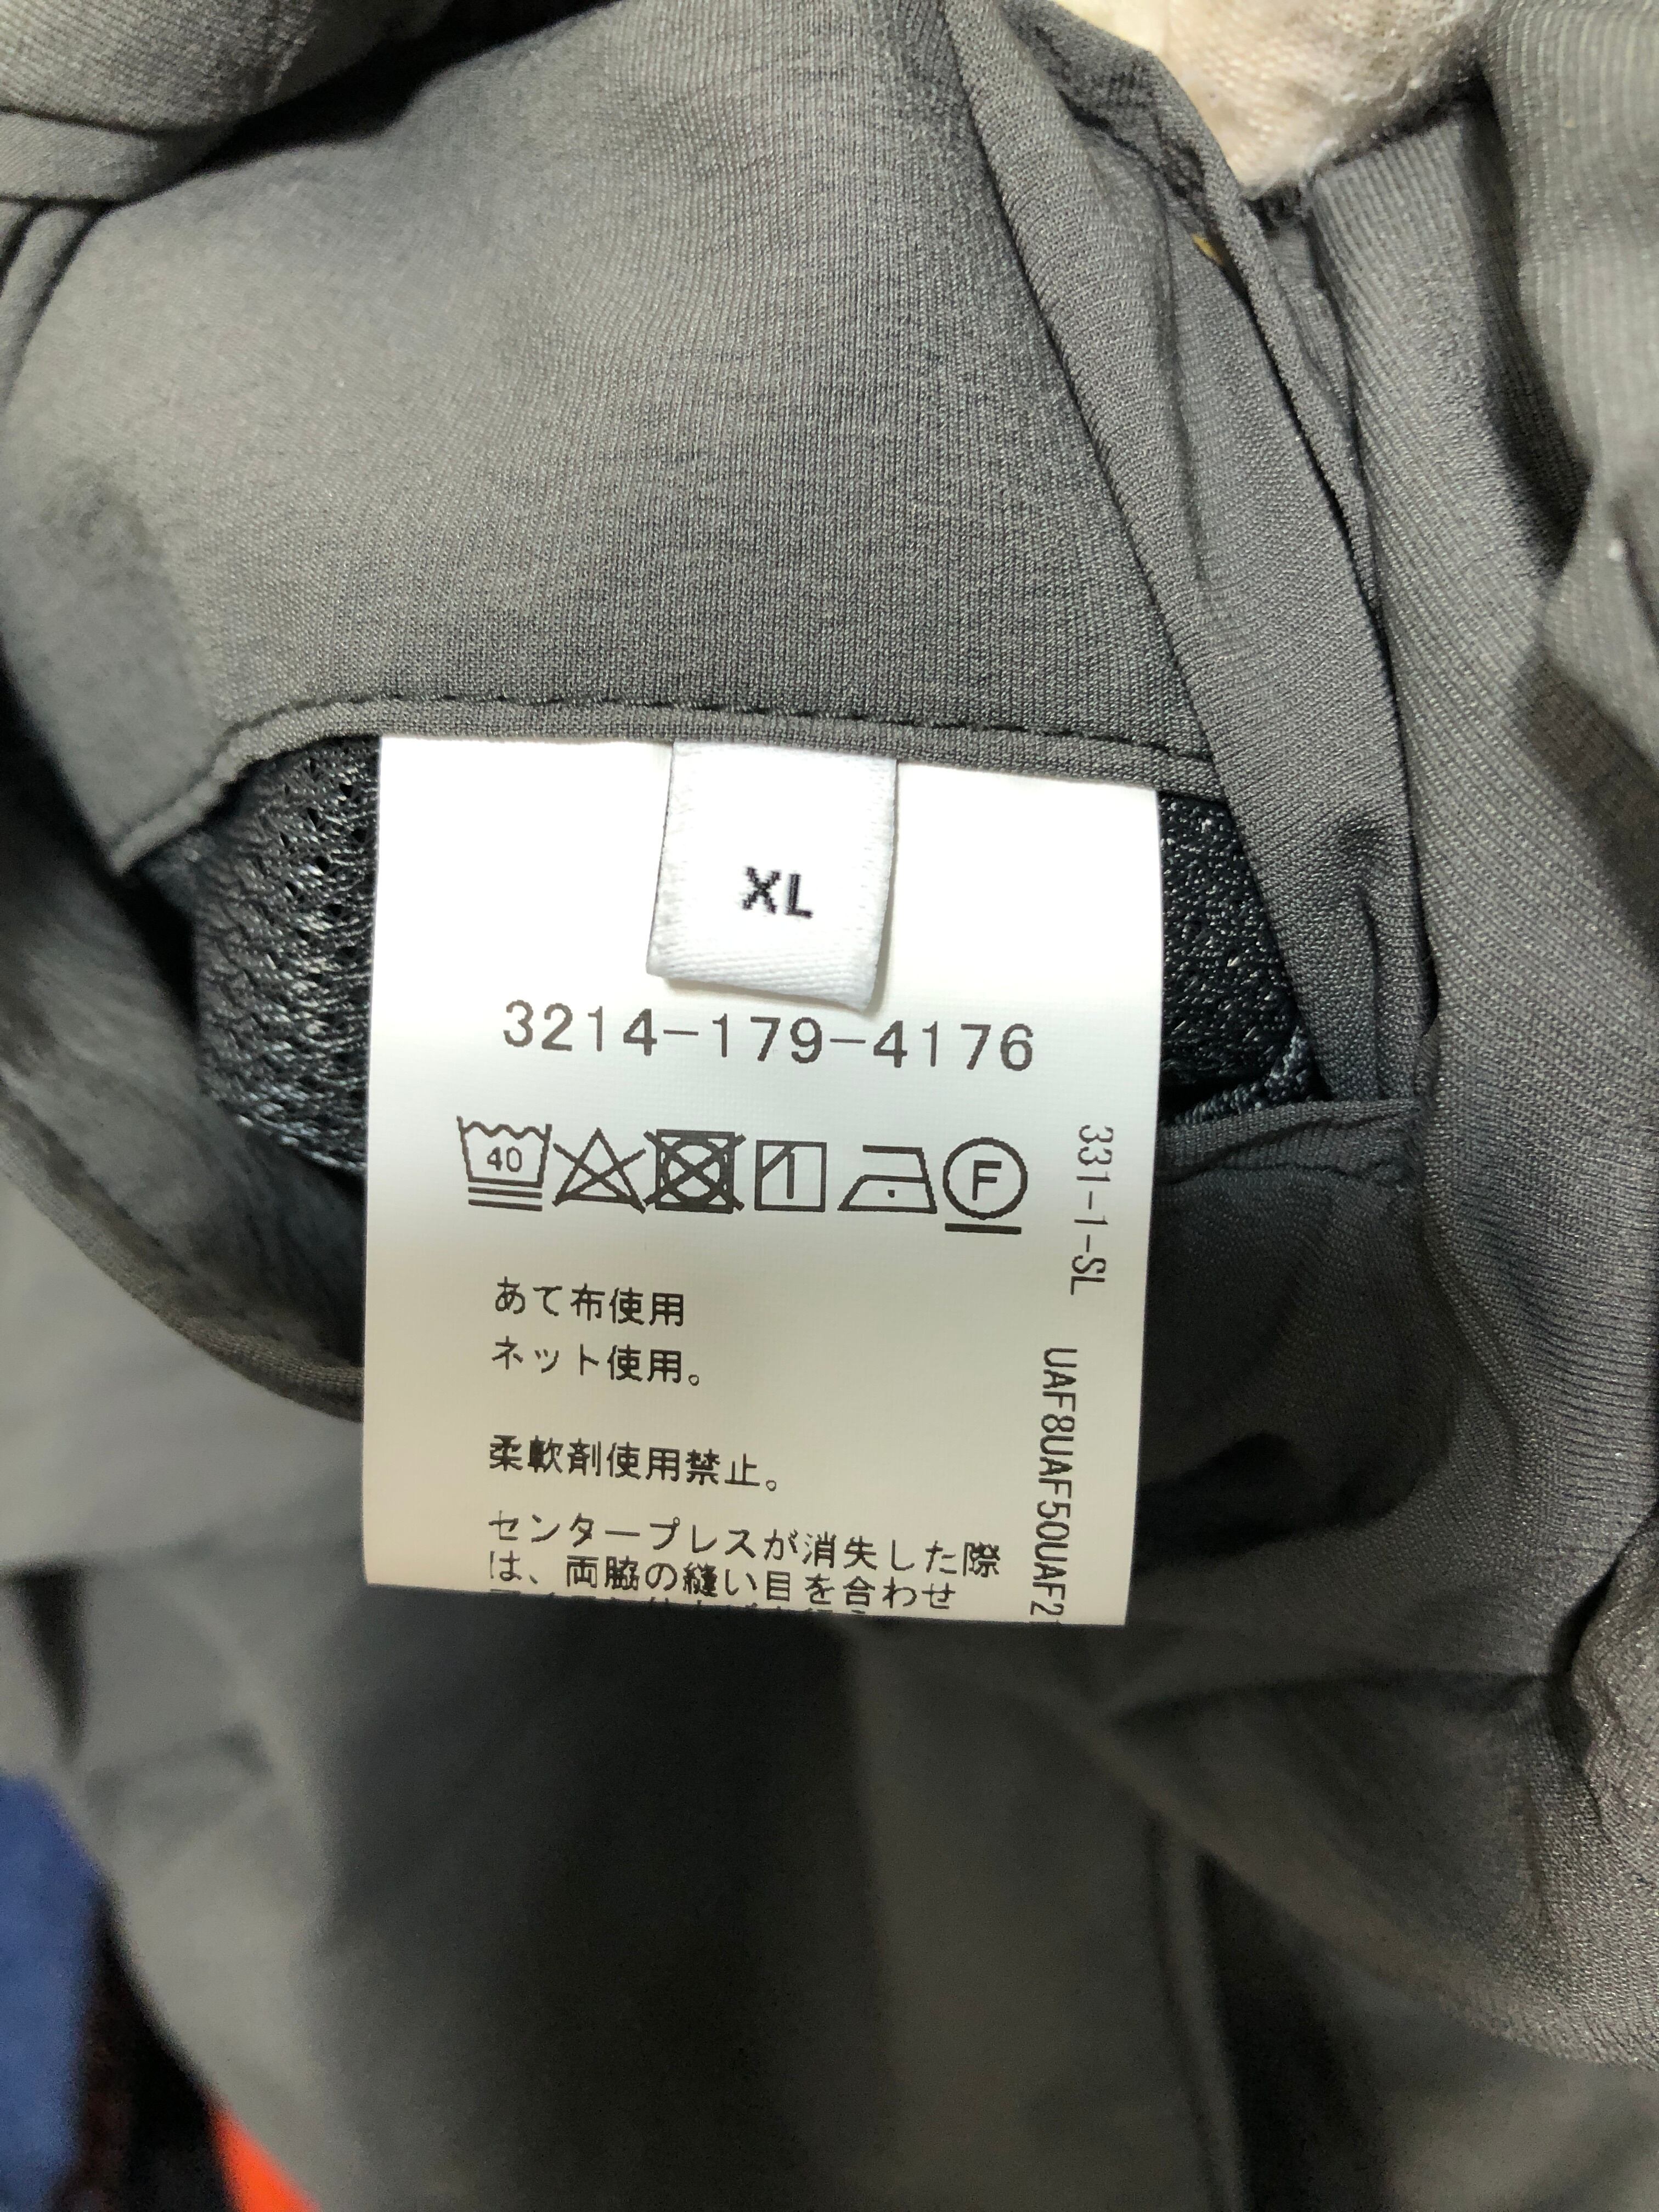 XL
3214-179-4176
40
F
あて布使用
ネット使用。
柔軟剤使用禁止。
センタープレスが消失した際
は、両脇の縫い目を合わせ
331-1-SL
UAF8UAF50UAF2